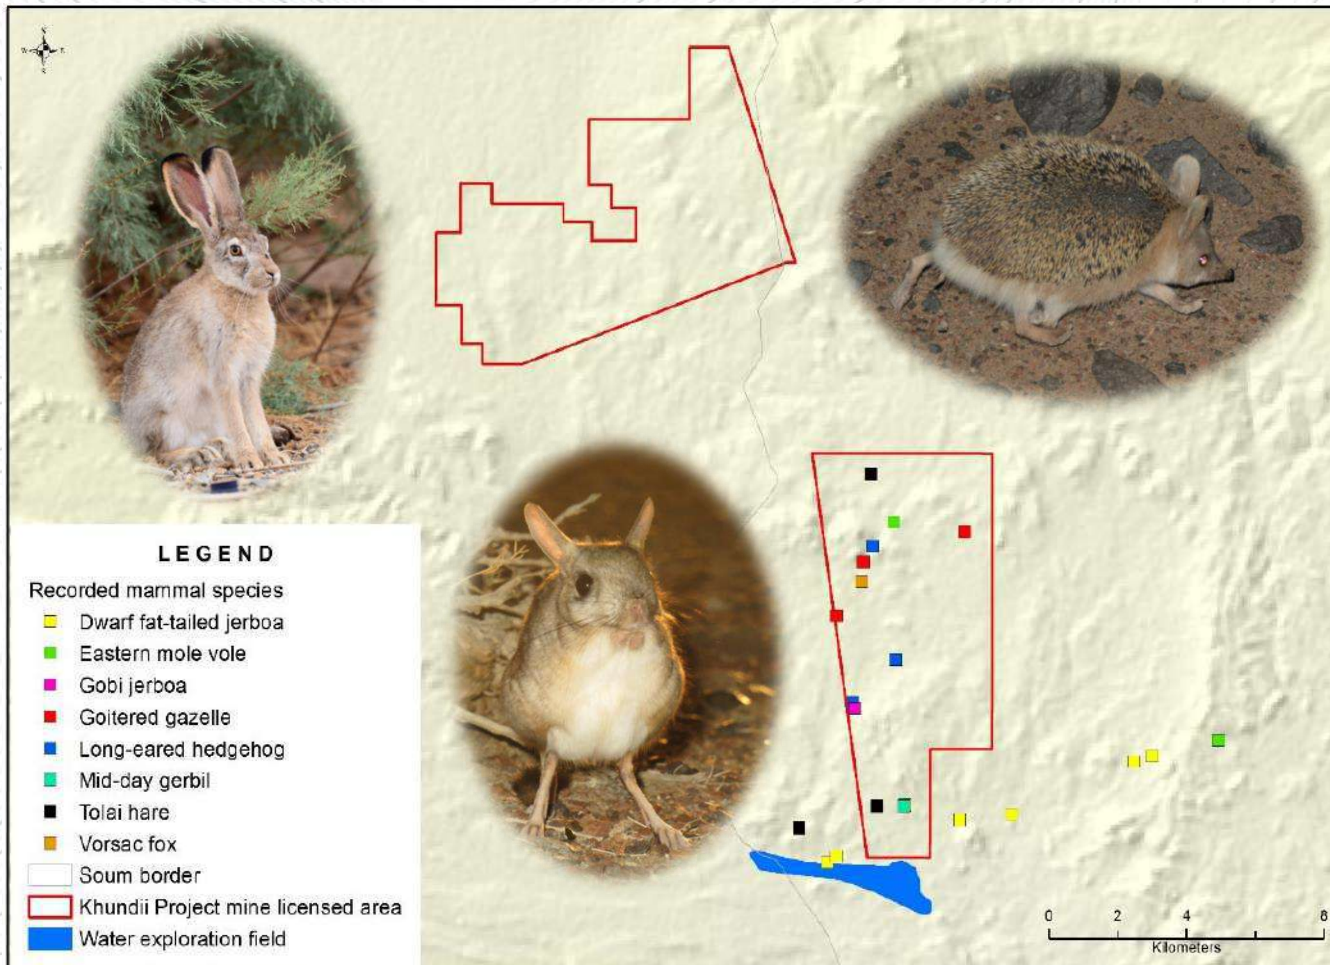 N
W E
S
LEGEND
Recorded mammal species
Dwarf fat-tailed jerboa
Eastern mole vole
Gobi jerboa
Goitered gazelle
Long-eared hedgehog
Mid-day gerbil
Tolai hare
Vorsac fox
Soum border
Khundii Project mine licensed area
Water exploration field
0 2 4 8
Kilometers